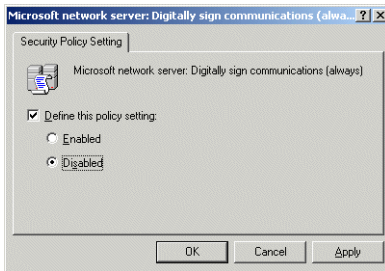 Microsoft network server: Digitally sign communications (alwa...
Security Policy Setting
Microsoft network server: Digitally sign communications (always)
Define this policy setting:
Enabled
Disabled
OK
Cancel
Apply